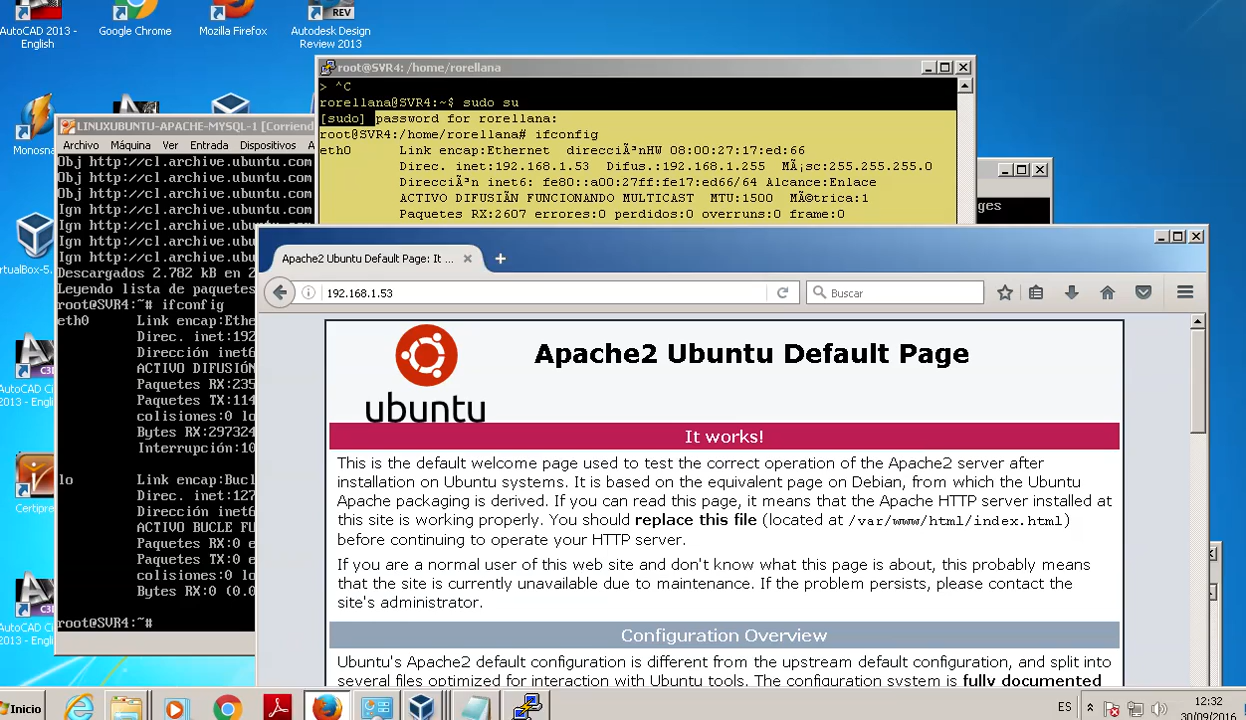 AutoCAD 2013 -
English
Google Chrome
Mozilla Firefox
REV
Autodesk Design
Review 2013
Monosna
VirtualBox-5.
AutoCAD Ci
2013 - Engli
Certipre
C3
AutoCAD Ci
2013 - Engli
LINUXUBUNTU-APACHE-MYSQL-1 [Corriend
Archivo Máquina Ver Entrada Dispositivos A
Obj http://cl.archive.ubuntu.com
Obj http://cl.archive.ubuntu.com
Obj http://cl.archive.ubuntu.com
Ign http://cl.archive.ubuntu.com
Ign http://cl.archive.ubu
Ign http://cl.archive.ubu
Ign http://cl.archive.ubu
Descargados 2.782 kB en 2
Leyendo lista de paquetes
root@SVR4:~# ifconfig
eth0 Link encap:Ethe
Direc. inet:192
Dirección inet6
ACTIVO DIFUSIÓN
Paquetes RX:235
Paquetes TX:114
colisiones:0 lo
Bytes RX:297324
Interrupción:10
lo Link encap:Bucl
Direc. inet:127
Dirección inet6
ACTIVO BUCLE FU
Paquetes RX:0 e
Paquetes TX:0 e
colisiones:0 lo
Bytes RX:0 (0.0
root@SVR4:~#
root@SVR4: /home/rorellana
> ^C
rorellana@SVR4:~$ sudo su
[sudo] password for rorellana:
root@SVR4:/home/rorellana# ifconfig
eth0 Link encap:Ethernet direcciÃ³nHW 08:00:27:17:ed:66
Direc. inet:192.168.1.53 Difus.:192.168.1.255 MÃ¡sc:255.255.255.0
DirecciÃ³n inet6: fe80::a00:27ff:fe17:ed66/64 Alcance:Enlace
ACTIVO DIFUSIÃN FUNCIONANDO MULTICAST MTU:1500 MÃ©trica:1
Paquetes RX:2607 errores:0 perdidos:0 overruns:0 frame:0
ges
Apache2 Ubuntu Default Page: It ...
192.168.1.53
Buscar
ubuntu
Apache2 Ubuntu Default Page
It works!
This is the default welcome page used to test the correct operation of the Apache2 server after
installation on Ubuntu systems. It is based on the equivalent page on Debian, from which the Ubuntu
Apache packaging is derived. If you can read this page, it means that the Apache HTTP server installed at
this site is working properly. You should replace this file (located at /var/www/html/index.html)
before continuing to operate your HTTP server.
If you are a normal user of this web site and don't know what this page is about, this probably means
that the site is currently unavailable due to maintenance. If the problem persists, please contact the
site's administrator.
Configuration Overview
Ubuntu's Apache2 default configuration is different from the upstream default configuration, and split into
several files optimized for interaction with Ubuntu tools. The configuration system is fully documented
Inicio
ES
12:32
30/09/2016